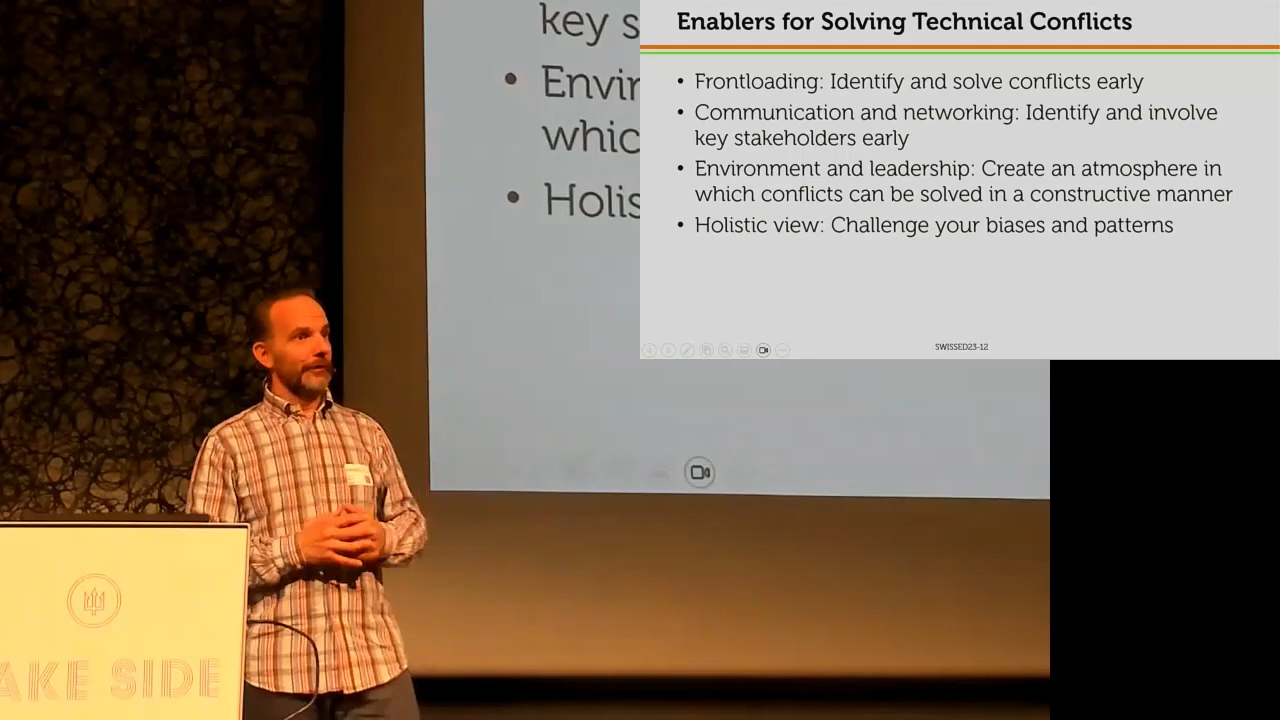 key s
• Envir
whic
• Holis
Enablers for Solving Technical Conflicts
• Frontloading: Identify and solve conflicts early
• Communication and networking: Identify and involve
key stakeholders early
• Environment and leadership: Create an atmosphere in
which conflicts can be solved in a constructive manner
• Holistic view: Challenge your biases and patterns
SWISSED23-12
AKE SIDE